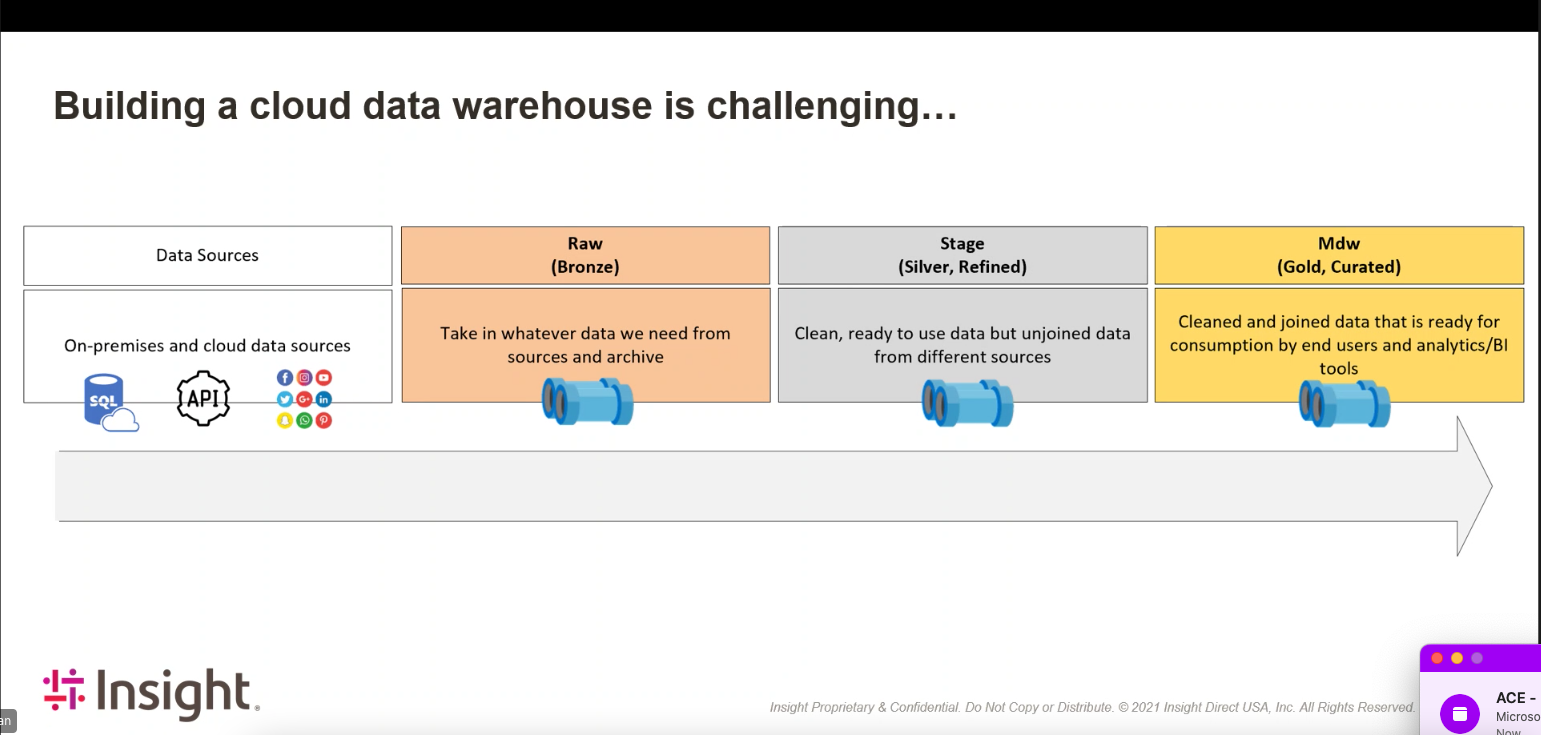 Building a cloud data warehouse is challenging…
Data Sources
On-premises and cloud data sources
SQL
API
Raw
(Bronze)
Take in whatever data we need from
sources and archive
Stage
(Silver, Refined)
Clean, ready to use data but unjoined data
from different sources
Mdw
(Gold, Curated)
Cleaned and joined data that is ready for
consumption by end users and analytics/BI
tools
Insight
Insight Proprietary & Confidential. Do Not Copy or Distribute. © 2021 Insight Direct USA, Inc. All Rights Reserved.
an
ACE -
Microso
Now